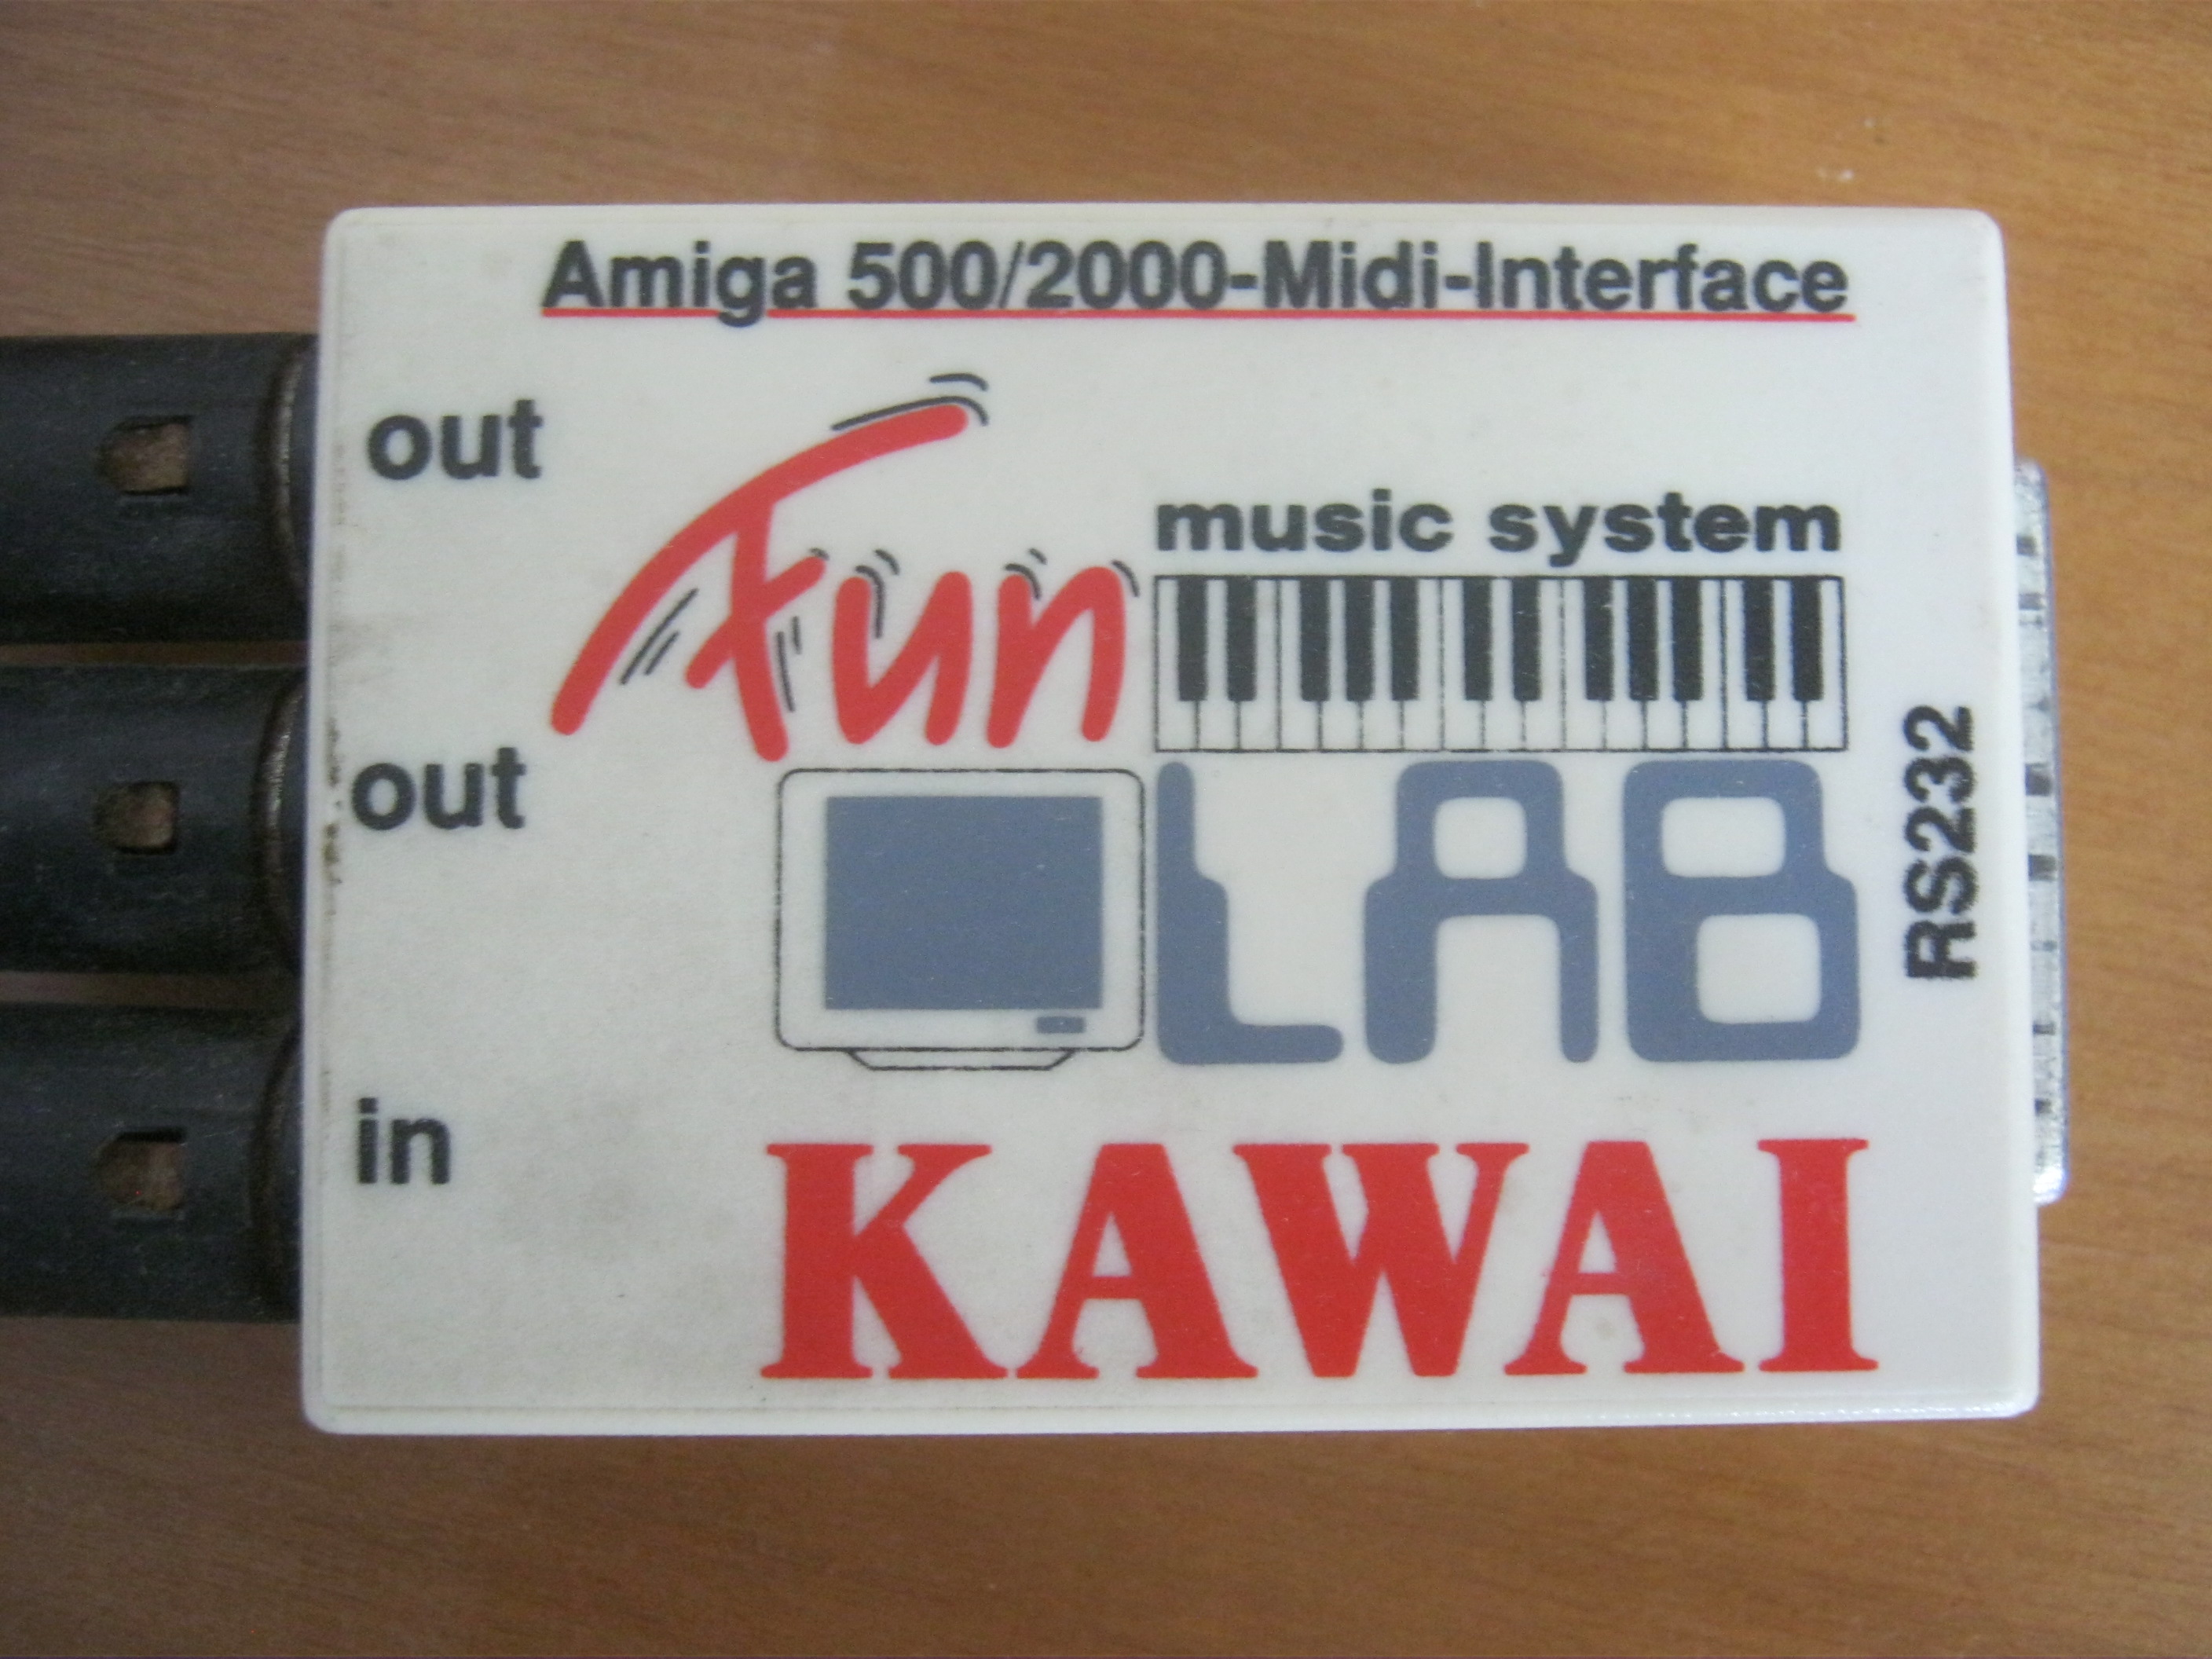 Amiga 500/2000-Midi-Interface
out
Fun
music system
out
LAB
RS232
in
KAWAI